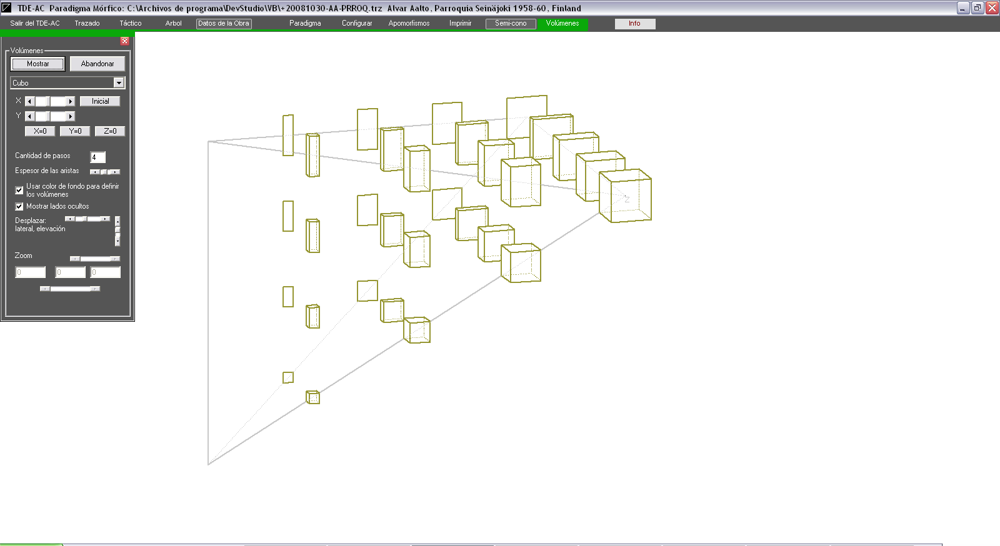 TDE-AC Paradigma Mórfico: C:\Archivos de programa\DevStudio\VB\+20081030-AA-PRROQ.trz Alvar Aalto, Parroquia Seinäjoki 1958-60, Finland
Salir del TDE-AC Trazado Táctico Arbol Datos de la Obra Paradigma Configurar Apomorfismos Imprimir Semi-cono Volúmenes Info
Volúmenes
Mostrar Abandonar
Cubo
X Inicial
Y
X=0 Y=0 Z=0
Cantidad de pasos 4
Espesor de las aristas
Usar color de fondo para definir
los volúmenes
Mostrar lados ocultos
Desplazar:
lateral, elevación
Zoom
0 0 0
Z